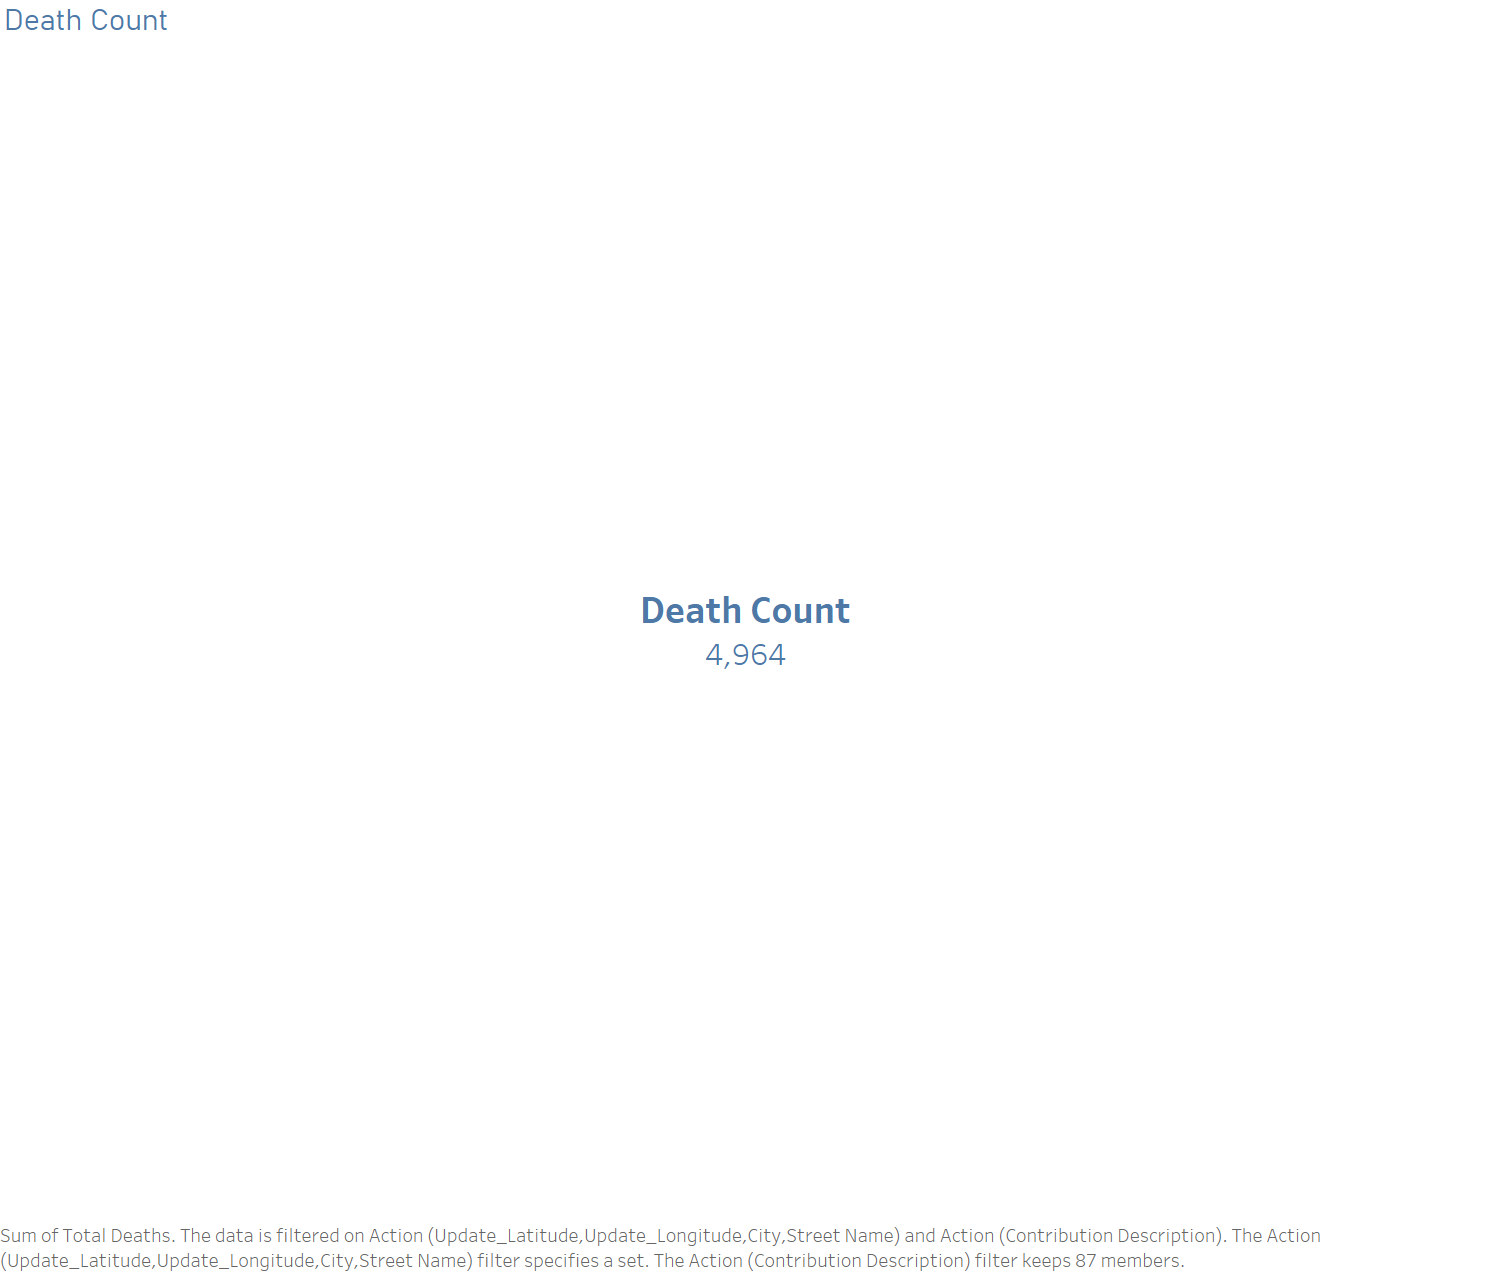 Death Count
Death Count
4,964
Sum of Total Deaths. The data is filtered on Action (Update_Latitude,Update_Longitude,City,Street Name) and Action (Contribution Description). The Action
(Update_Latitude,Update_Longitude,City,Street Name) filter specifies a set. The Action (Contribution Description) filter keeps 87 members.